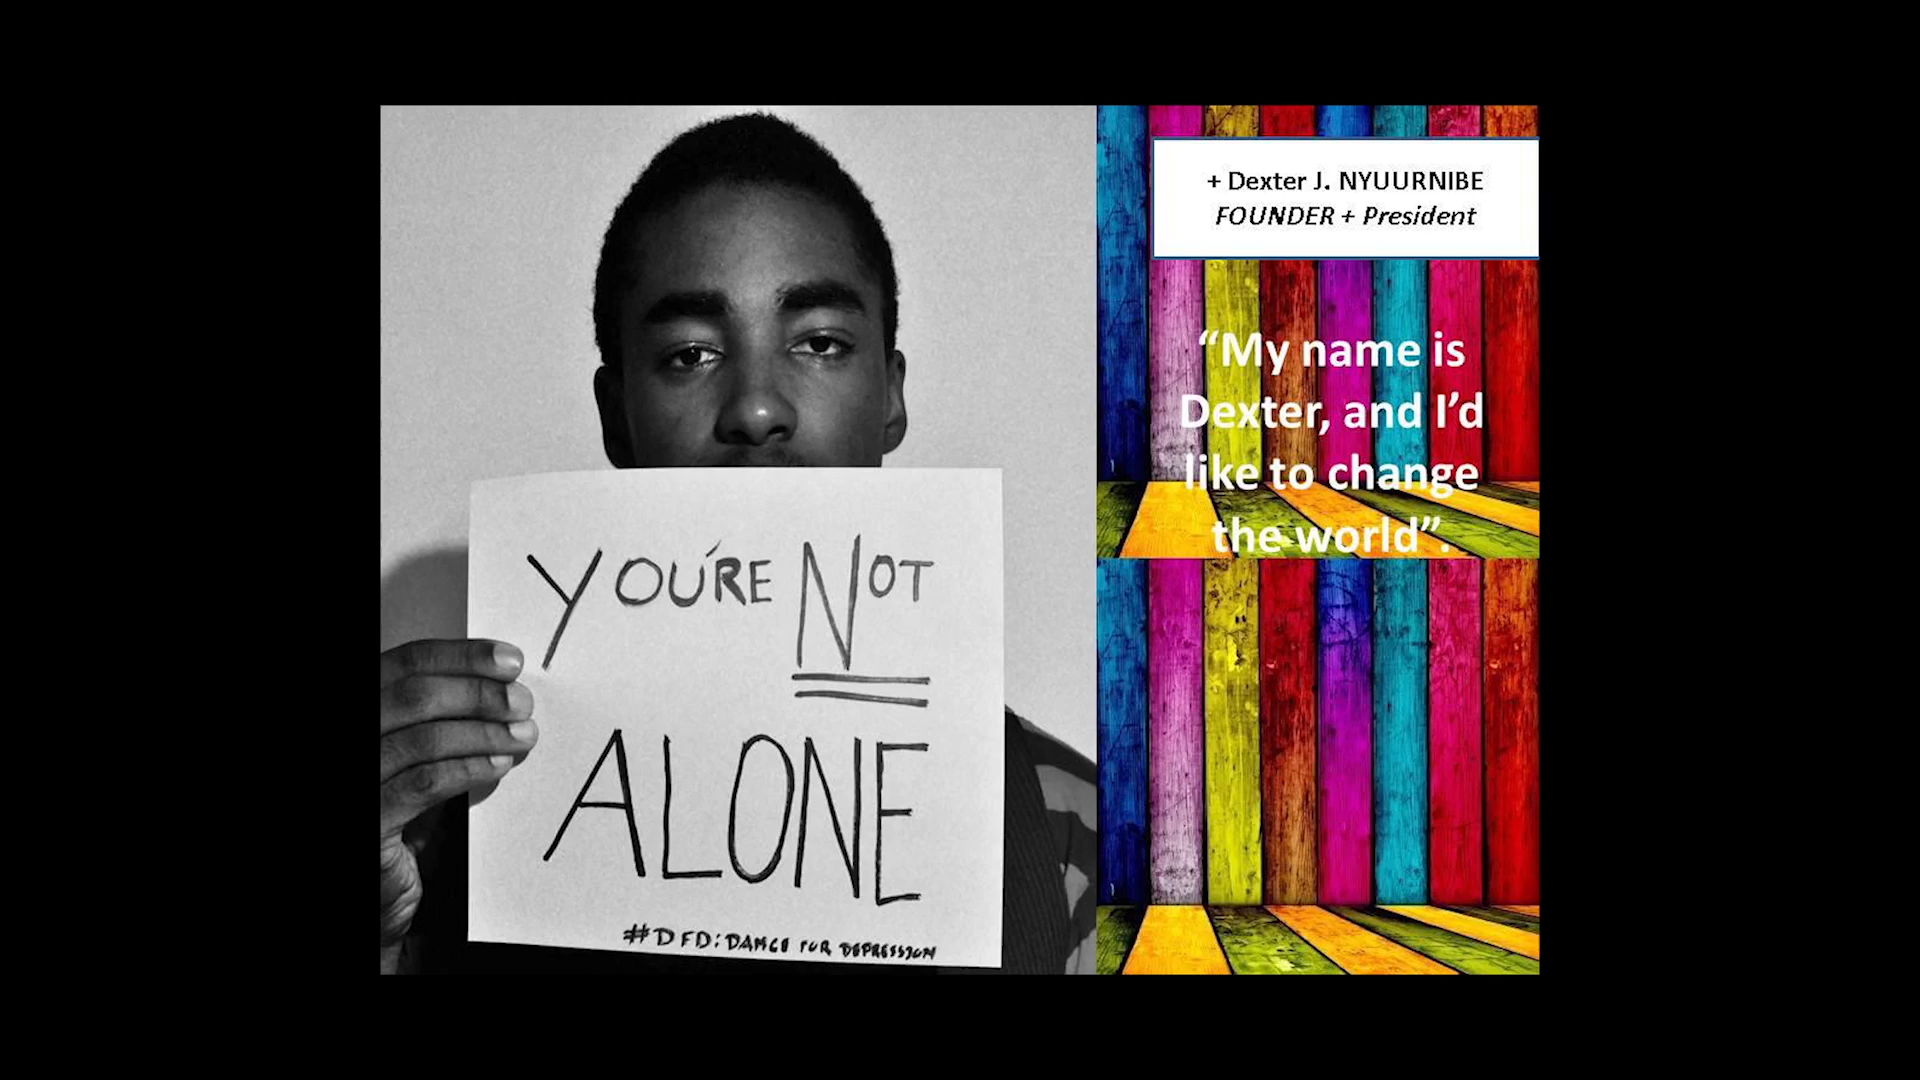 YOU'RE NOT
ALONE
#DFD: DANCE FOR DEPRESSION
+ Dexter J. NYUURNIBE
FOUNDER + President
“My name is
Dexter, and I’d
like to change
the world”.